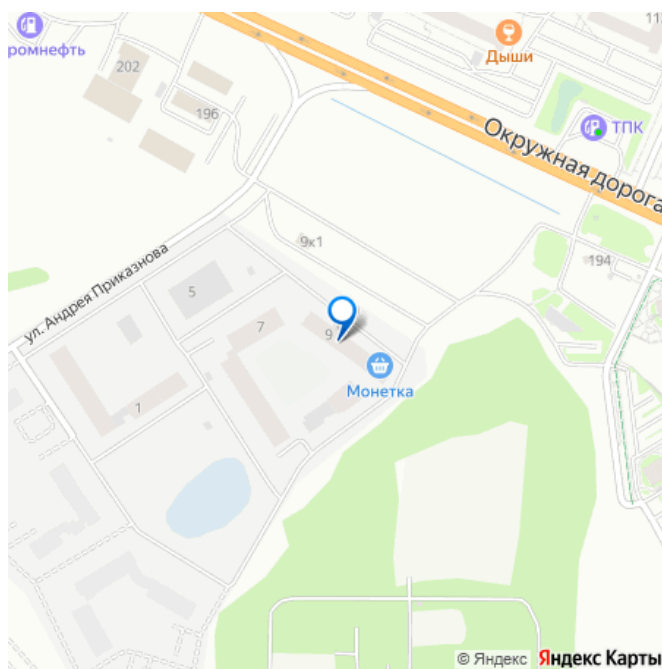 ромнефть
202
196
Дыши
11
ТПК
Окружная дорога
9к1
194
ул. Андрея Приказнова
5
7
9
Монетка
1
© Яндекс Яндекс Карты